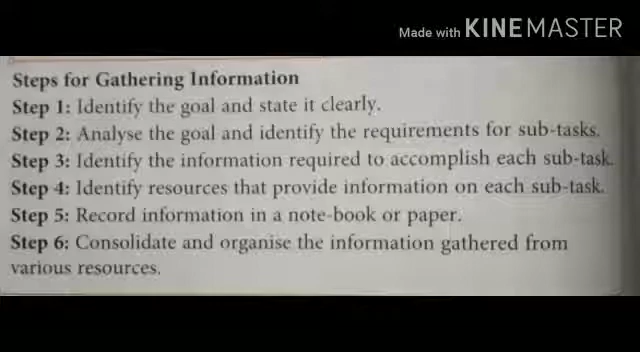 Made with KINEMASTER
Steps for Gathering Information
Step 1: Identify the goal and state it clearly.
Step 2: Analyse the goal and identify the requirements for sub-tasks.
Step 3: Identify the information required to accomplish each sub-task.
Step 4: Identify resources that provide information on each sub-task.
Step 5: Record information in a note-book or paper.
Step 6: Consolidate and organise the information gathered from
various resources.